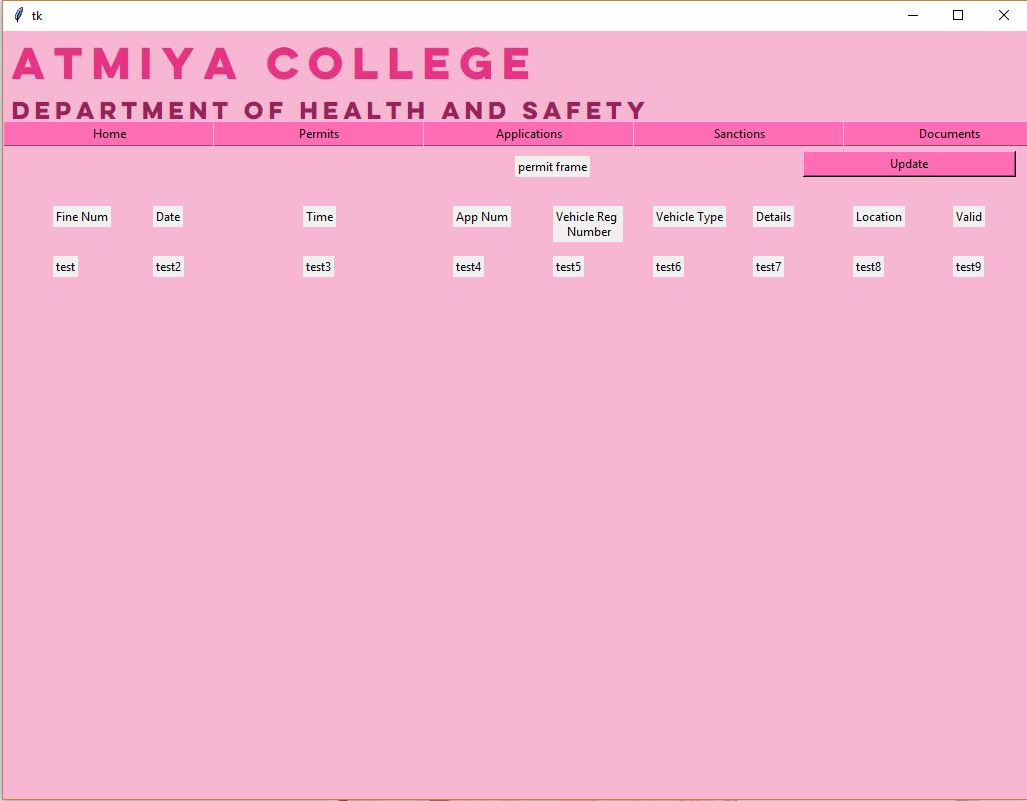 tk
ATMIYA COLLEGE
DEPARTMENT OF HEALTH AND SAFETY
Home Permits Applications Sanctions Documents
permit frame Update
Fine Num Date Time App Num Vehicle Reg Number Vehicle Type Details Location Valid
test test2 test3 test4 test5 test6 test7 test8 test9